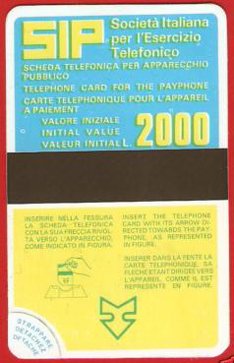 SIP
Società Italiana
per l'Esercizio
Telefonico
SCHEDA TELEFONICA PER APPARECCHIO
PUBBLICO
TELEPHONE CARD FOR THE PAYPHONE
CARTE TELEPHONIQUE POUR L'APPAREIL
A PAIEMENT
VALORE INIZIALE
INITIAL VALUE
VALEUR INITIAL L. 2000
INSERIRE NELLA FESSURA
LA SCHEDA TELEFONICA
CON LA SUA FRECCIA RIVOL-
TA VERSO L'APPARECCHIO,
COME INDICATO IN FIGURA.
INSERT THE TELEPHONE
CARD WITH ITS ARROW DI-
RECTED TOWARDS THE PAY-
PHONE, AS REPRESENTED
IN FIGURE.
INSERER DANS LA FENTE LA
CARTE TELEPHONIQUE, SA
FLECHE ETANT DIRIGEE VERS
L'APPAREIL, COMME IL EST
REPRESENTE EN FIGURE.
STRAPPARE
DEPECHEZ
DETACHE